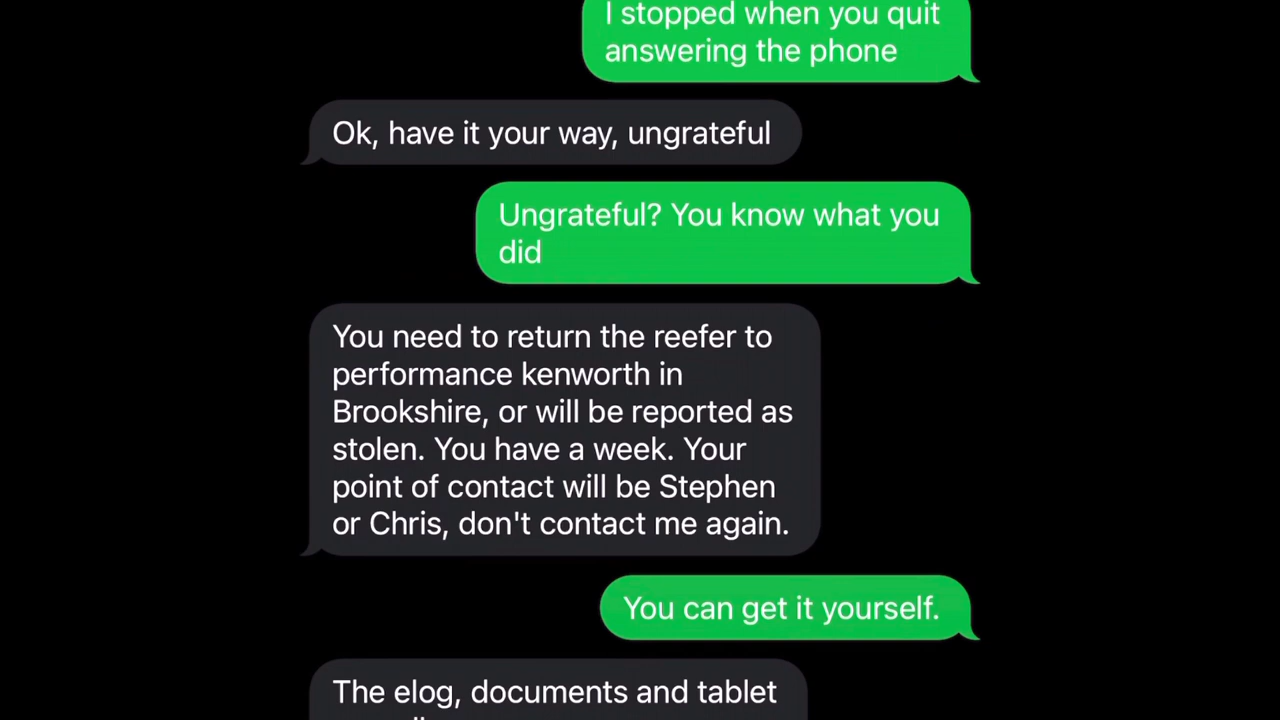 I stopped when you quit
answering the phone
Ok, have it your way, ungrateful
Ungrateful? You know what you
did
You need to return the reefer to
performance kenworth in
Brookshire, or will be reported as
stolen. You have a week. Your
point of contact will be Stephen
or Chris, don't contact me again.
You can get it yourself.
The elog, documents and tablet